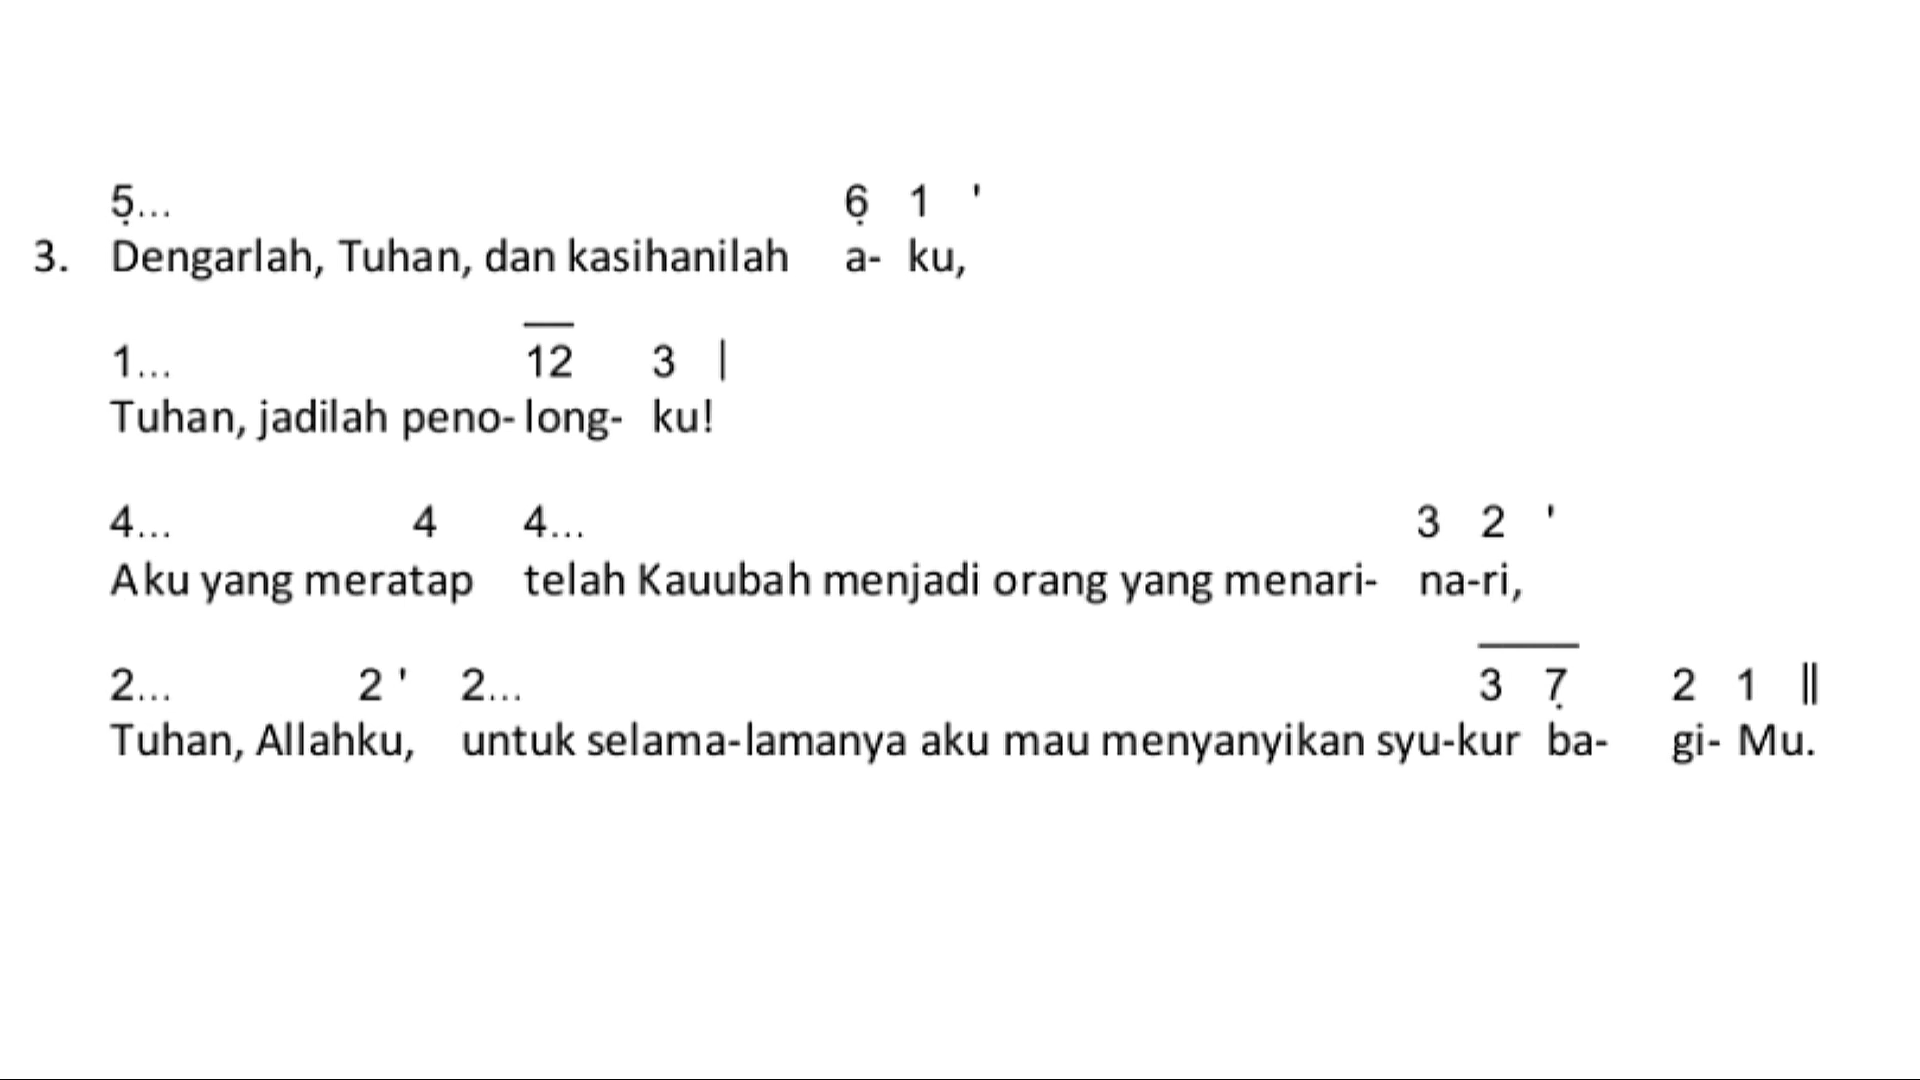 5̣... 6̣ 1 '
3. Dengarlah, Tuhan, dan kasihanilah a- ku,
1... 12 3 |
Tuhan, jadilah peno- long- ku!
4... 4 4... 3 2 '
Aku yang meratap telah Kauubah menjadi orang yang menari- na-ri,
2... 2 ' 2... 3 7̣ 2 1 ||
Tuhan, Allahku, untuk selama-lamanya aku mau menyanyikan syu-kur ba- gi- Mu.